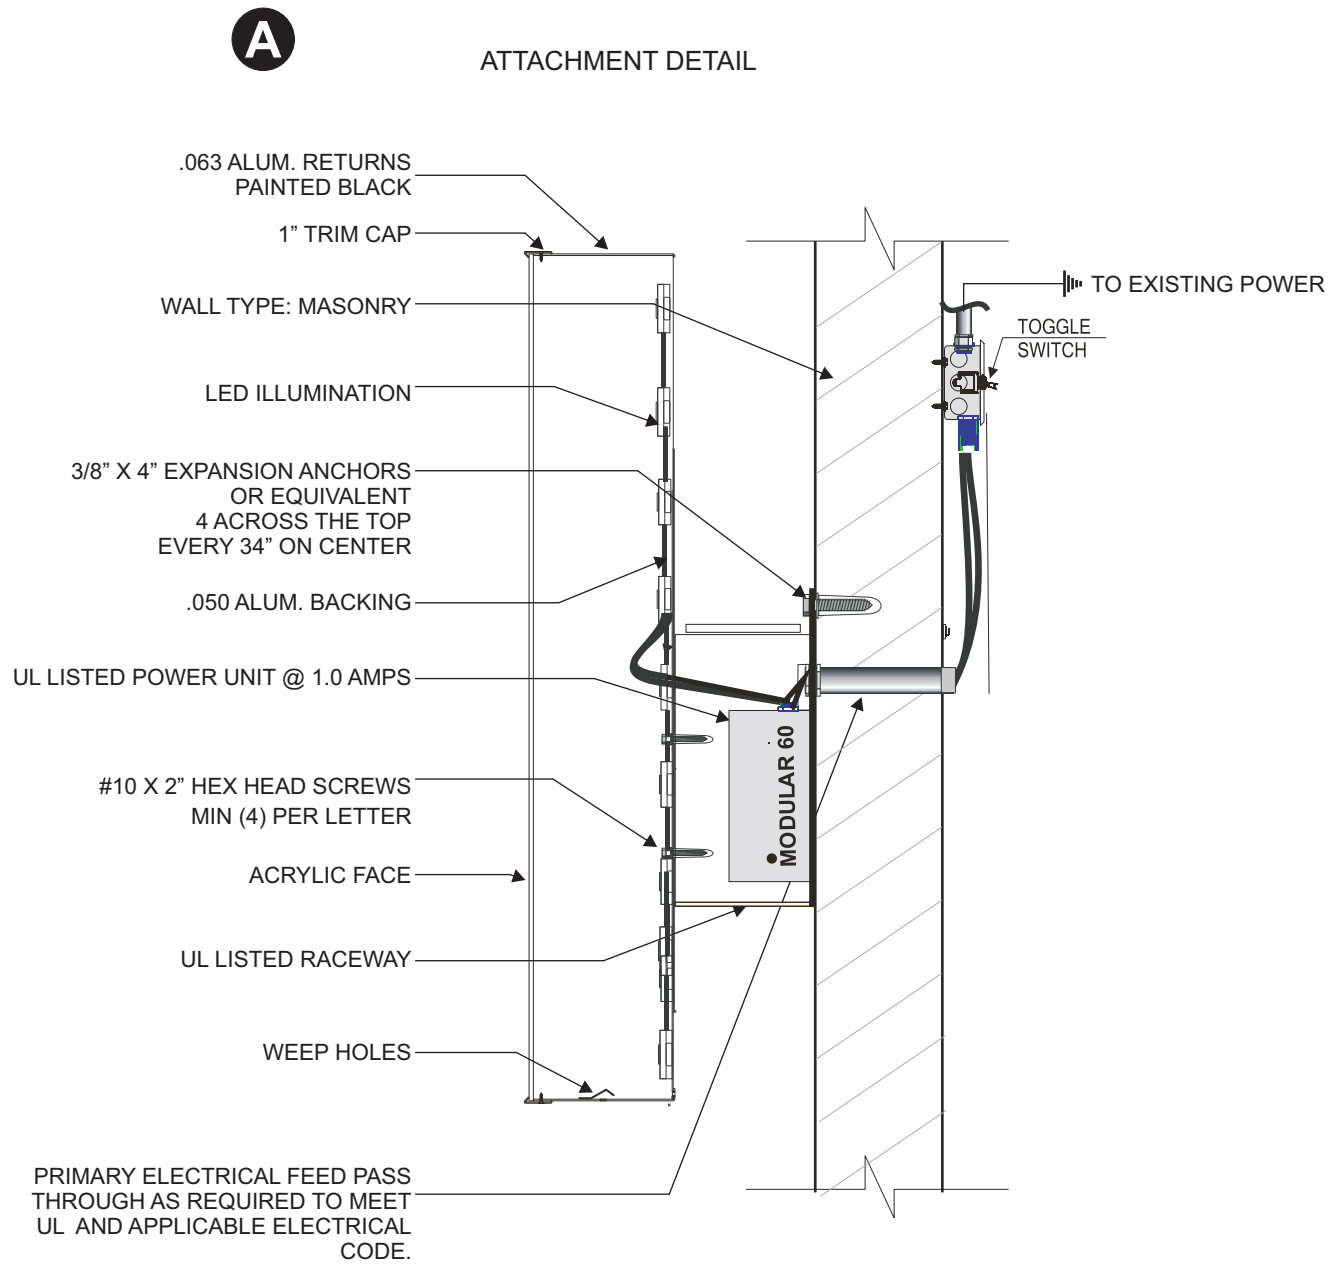 A
ATTACHMENT DETAIL
.063 ALUM. RETURNS
PAINTED BLACK
1” TRIM CAP
WALL TYPE: MASONRY
LED ILLUMINATION
3/8” X 4” EXPANSION ANCHORS
OR EQUIVALENT
4 ACROSS THE TOP
EVERY 34” ON CENTER
.050 ALUM. BACKING
UL LISTED POWER UNIT @ 1.0 AMPS
#10 X 2” HEX HEAD SCREWS
MIN (4) PER LETTER
ACRYLIC FACE
UL LISTED RACEWAY
WEEP HOLES
PRIMARY ELECTRICAL FEED PASS
THROUGH AS REQUIRED TO MEET
UL AND APPLICABLE ELECTRICAL
CODE.
MODULAR 60
TO EXISTING POWER
TOGGLE
SWITCH